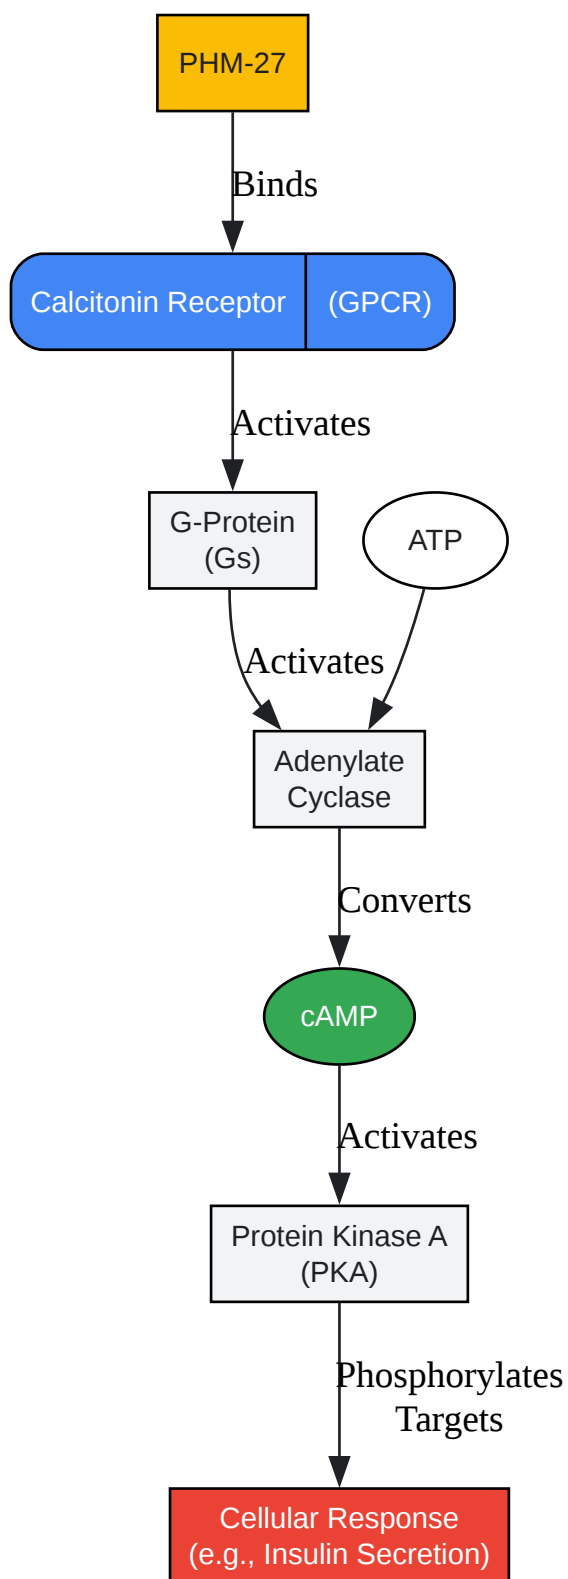 PHM-27
Binds
Calcitonin Receptor
(GPCR)
Activates
G-Protein
(Gs)
ATP
Activates
Adenylate
Cyclase
Converts
cAMP
Activates
Protein Kinase A
(PKA)
Phosphorylates
Targets
Cellular Response
(e.g., Insulin Secretion)